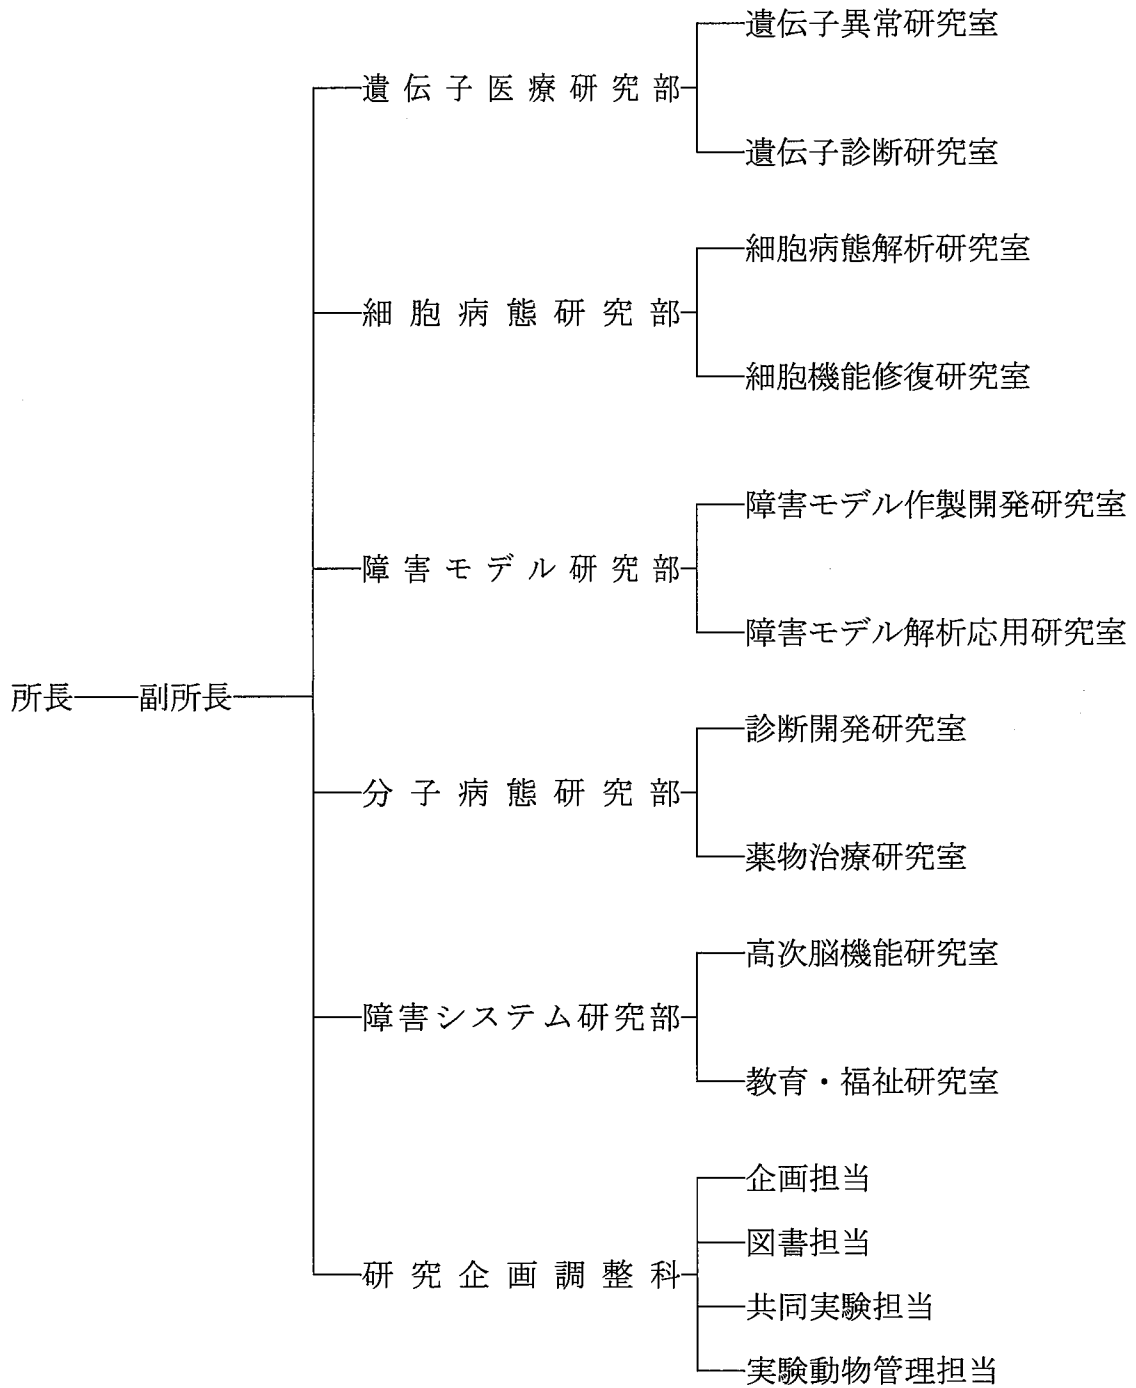 遺伝子異常研究室
遺伝子医療研究部
遺伝子診断研究室
細胞病態解析研究室
細胞病態研究部
細胞機能修復研究室
障害モデル作製開発研究室
障害モデル研究部
障害モデル解析応用研究室
所長 副所長
診断開発研究室
分子病態研究部
薬物治療研究室
高次脳機能研究室
障害システム研究部
教育・福祉研究室
企画担当
図書担当
研究企画調整科
共同実験担当
実験動物管理担当